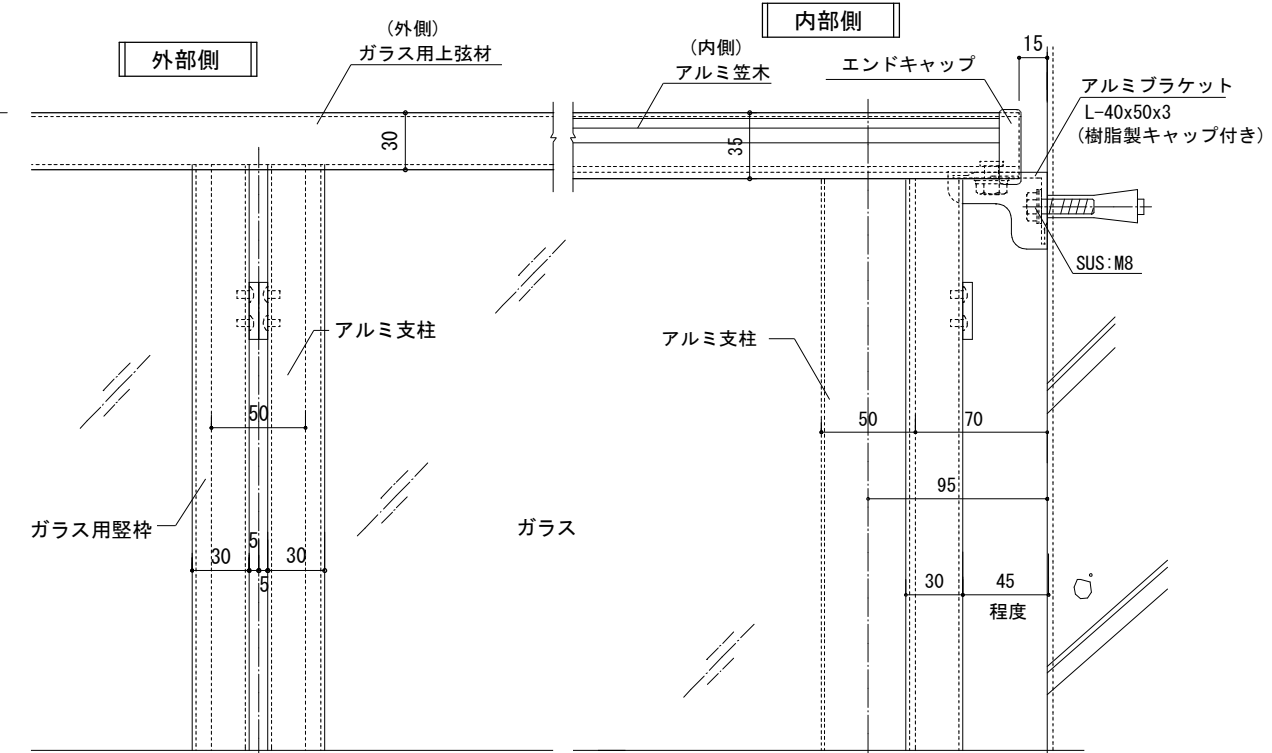 外部側
(外側)
ガラス用上弦材
30
アルミ支柱
50
ガラス用竪枠
30
5
5
30
ガラス
内部側
(内側)
アルミ笠木
エンドキャップ
15
アルミブラケット
L-40x50x3
(樹脂製キャップ付き)
35
SUS:M8
アルミ支柱
50
70
95
30
45
程度